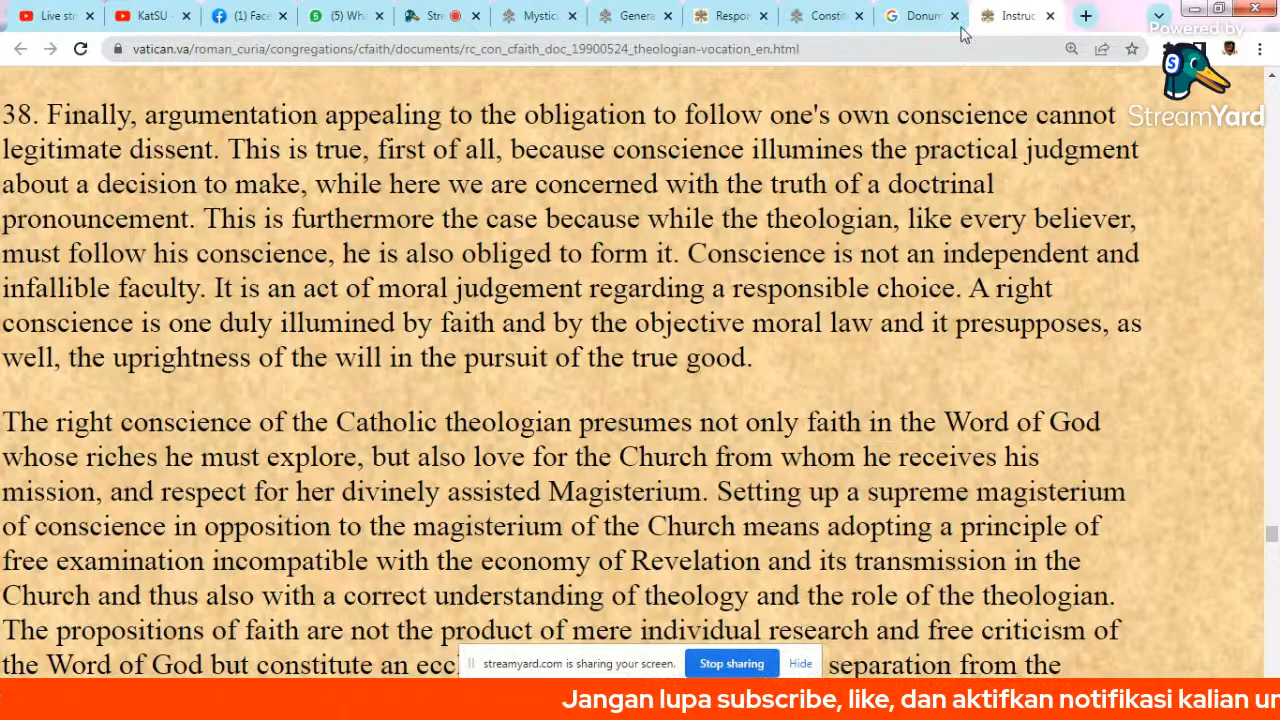 Live stre
KatSU -
(1) Face
(5) Wha
Stre
Mystic
Genera
Respon
Constit
Donum
Instruc
vatican.va/roman_curia/congregations/cfaith/documents/rc_con_cfaith_doc_19900524_theologian-vocation_en.html
Powered by
StreamYard
38. Finally, argumentation appealing to the obligation to follow one's own conscience cannot
legitimate dissent. This is true, first of all, because conscience illumines the practical judgment
about a decision to make, while here we are concerned with the truth of a doctrinal
pronouncement. This is furthermore the case because while the theologian, like every believer,
must follow his conscience, he is also obliged to form it. Conscience is not an independent and
infallible faculty. It is an act of moral judgement regarding a responsible choice. A right
conscience is one duly illumined by faith and by the objective moral law and it presupposes, as
well, the uprightness of the will in the pursuit of the true good.
The right conscience of the Catholic theologian presumes not only faith in the Word of God
whose riches he must explore, but also love for the Church from whom he receives his
mission, and respect for her divinely assisted Magisterium. Setting up a supreme magisterium
of conscience in opposition to the magisterium of the Church means adopting a principle of
free examination incompatible with the economy of Revelation and its transmission in the
Church and thus also with a correct understanding of theology and the role of the theologian.
The propositions of faith are not the product of mere individual research and free criticism of
the Word of God but constitute an eccl separation from the
streamyard.com is sharing your screen. Stop sharing Hide
Jangan lupa subscribe, like, dan aktifkan notifikasi kalian un